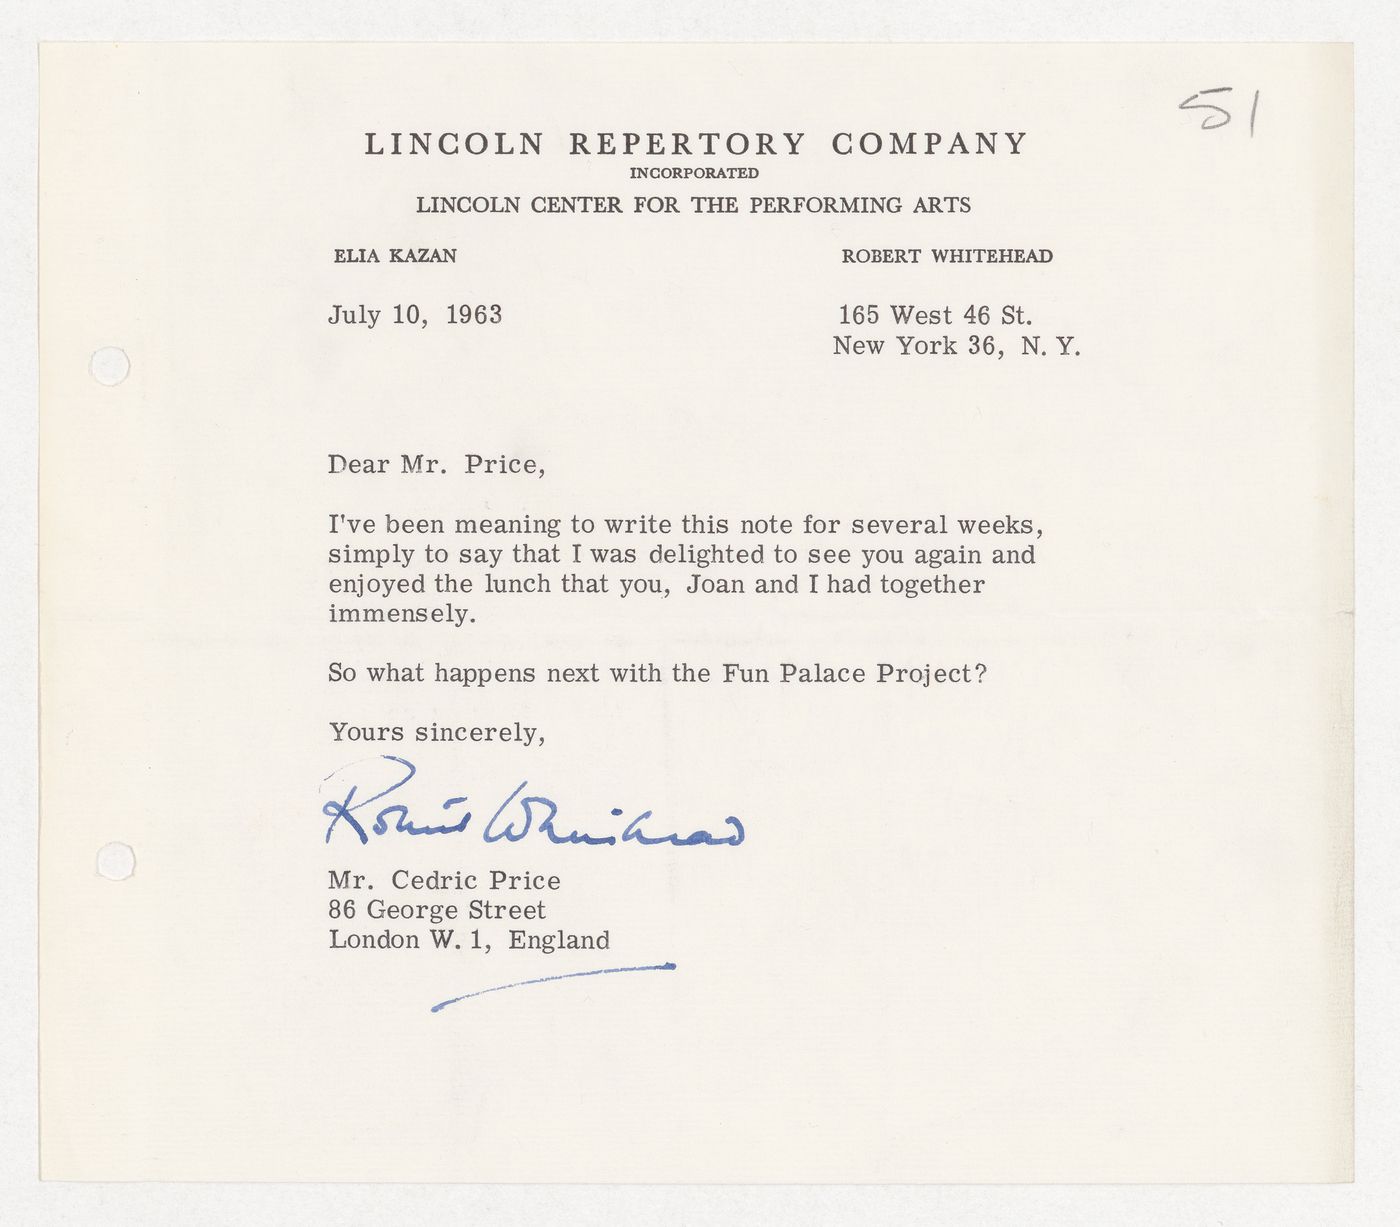 51
LINCOLN REPERTORY COMPANY
INCORPORATED
LINCOLN CENTER FOR THE PERFORMING ARTS
ELIA KAZAN ROBERT WHITEHEAD
July 10, 1963 165 West 46 St.
New York 36, N. Y.
Dear Mr. Price,
I've been meaning to write this note for several weeks,
simply to say that I was delighted to see you again and
enjoyed the lunch that you, Joan and I had together
immensely.
So what happens next with the Fun Palace Project?
Yours sincerely,
Robert Whitehead
Mr. Cedric Price
86 George Street
London W. 1, England